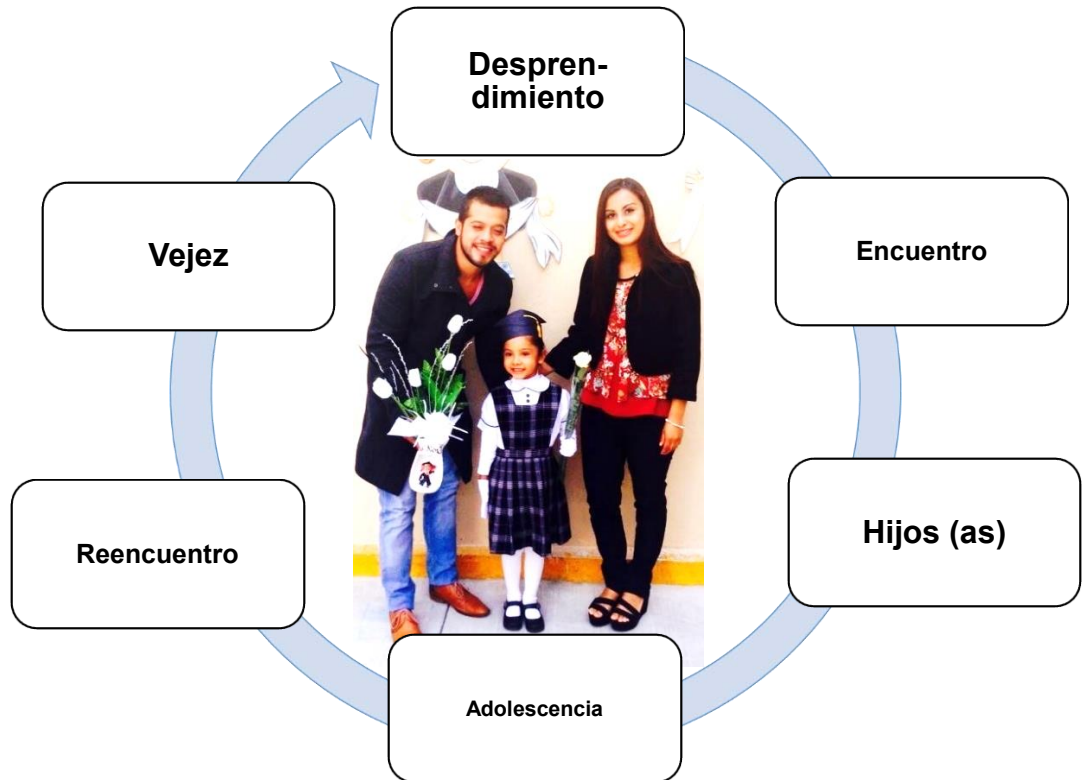 Despren-
dimiento
Encuentro
Hijos (as)
Adolescencia
Reencuentro
Vejez